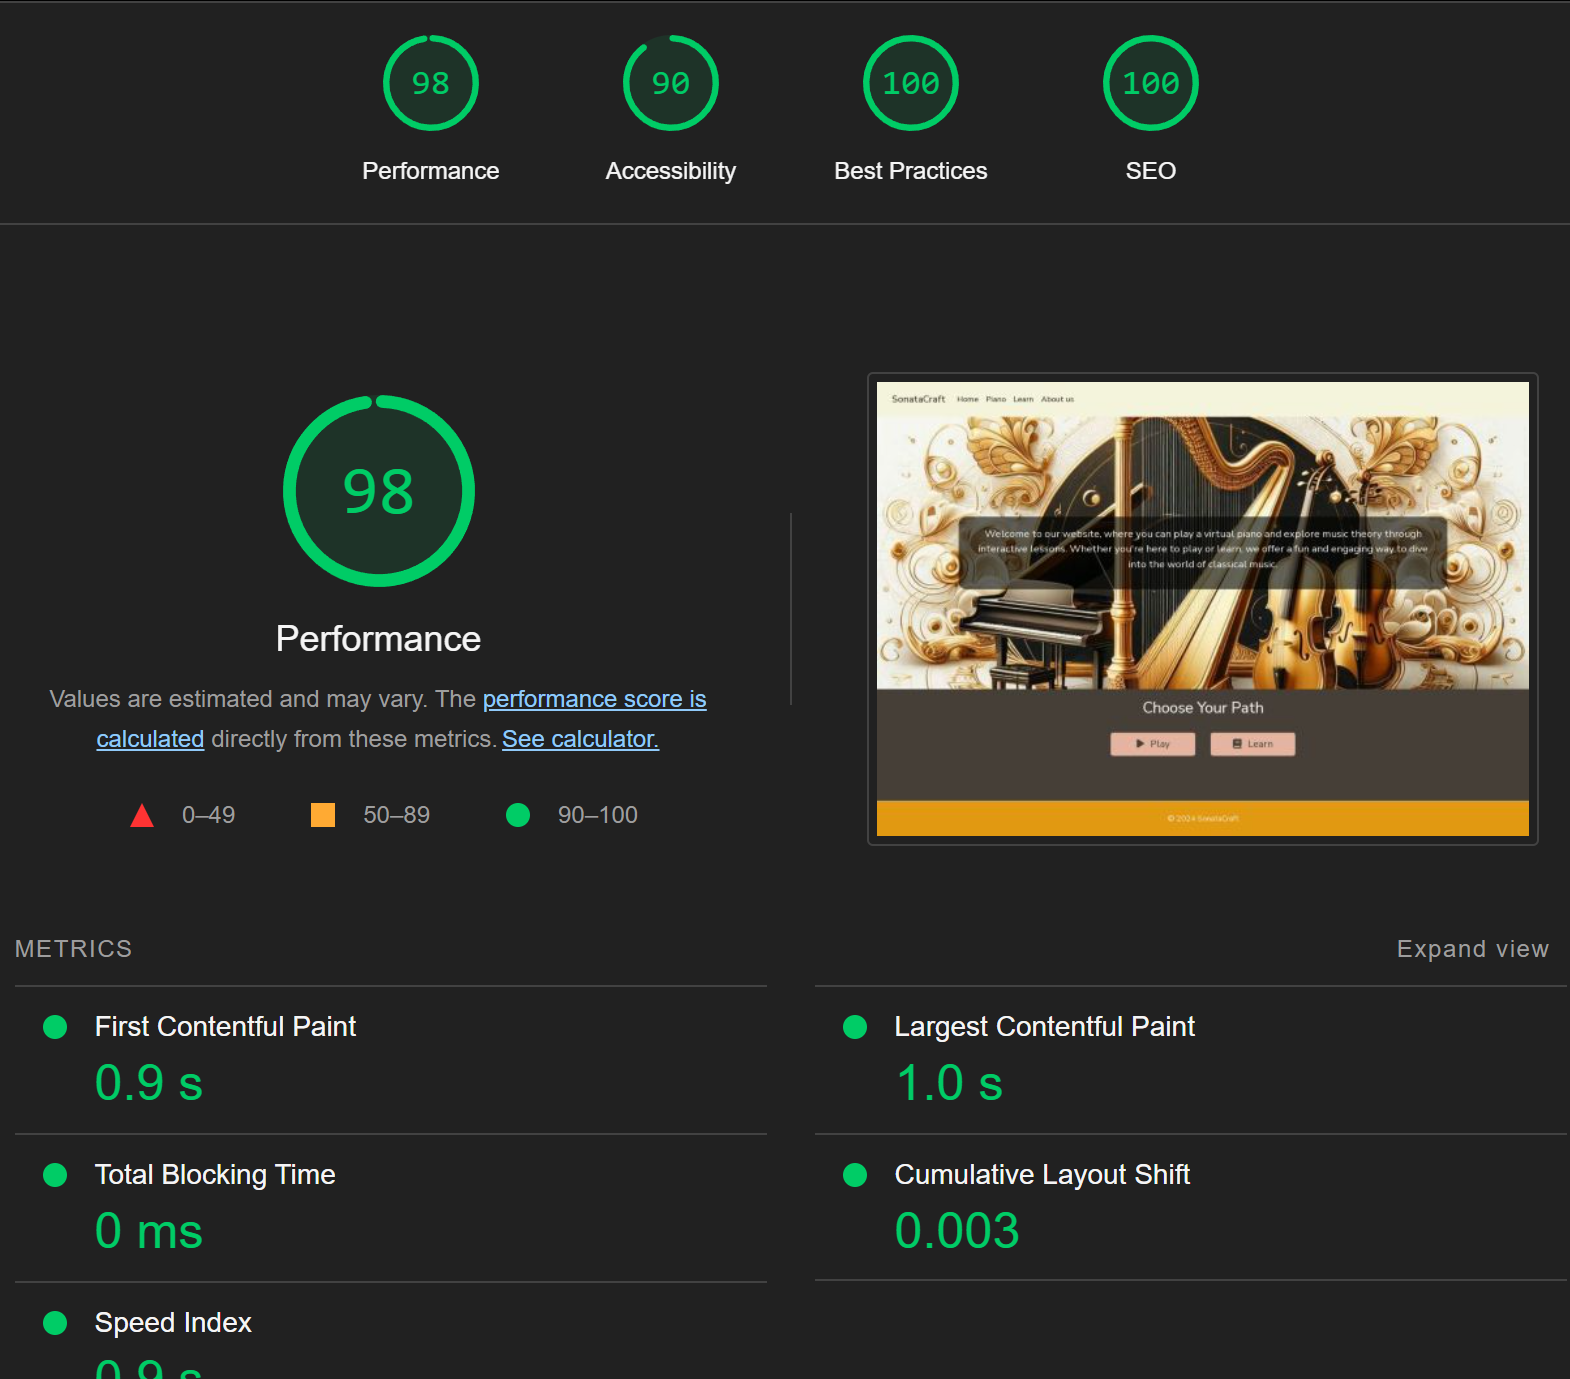 98
90
100
100
Performance
Accessibility
Best Practices
SEO
98
Performance
Values are estimated and may vary. The performance score is
calculated directly from these metrics. See calculator.
0–49
50–89
90–100
SonataCraft Home Piano Learn About us
Welcome to our website, where you can play a virtual piano and explore music theory through
interactive lessons. Whether you're here to play or learn, we offer a fun and engaging way to dive
into the world of classical music.
Choose Your Path
Play
Learn
© 2024 SonataCraft
METRICS
Expand view
First Contentful Paint
0.9 s
Largest Contentful Paint
1.0 s
Total Blocking Time
0 ms
Cumulative Layout Shift
0.003
Speed Index
0.9 s